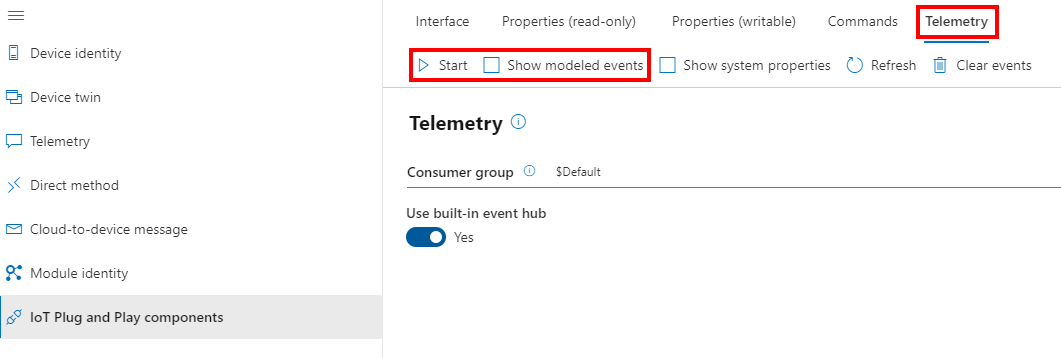 Interface Properties (read-only) Properties (writable) Commands Telemetry
Start Show modeled events Show system properties Refresh Clear events
Device identity
Device twin
Telemetry
Direct method
Cloud-to-device message
Module identity
IoT Plug and Play components
Telemetry
Consumer group $Default
Use built-in event hub
Yes